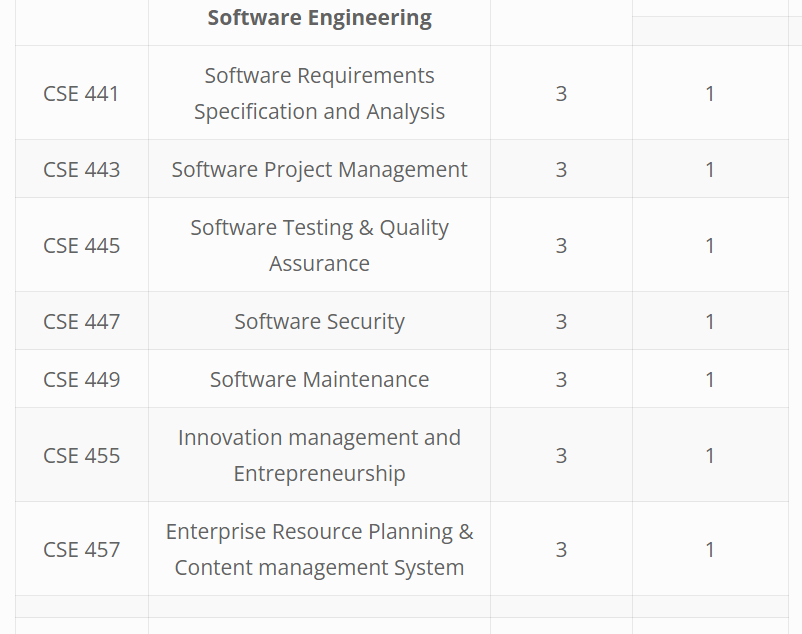 Software Engineering
CSE 441 Software Requirements Specification and Analysis 3 1
CSE 443 Software Project Management 3 1
CSE 445 Software Testing & Quality Assurance 3 1
CSE 447 Software Security 3 1
CSE 449 Software Maintenance 3 1
CSE 455 Innovation management and Entrepreneurship 3 1
CSE 457 Enterprise Resource Planning & Content management System 3 1